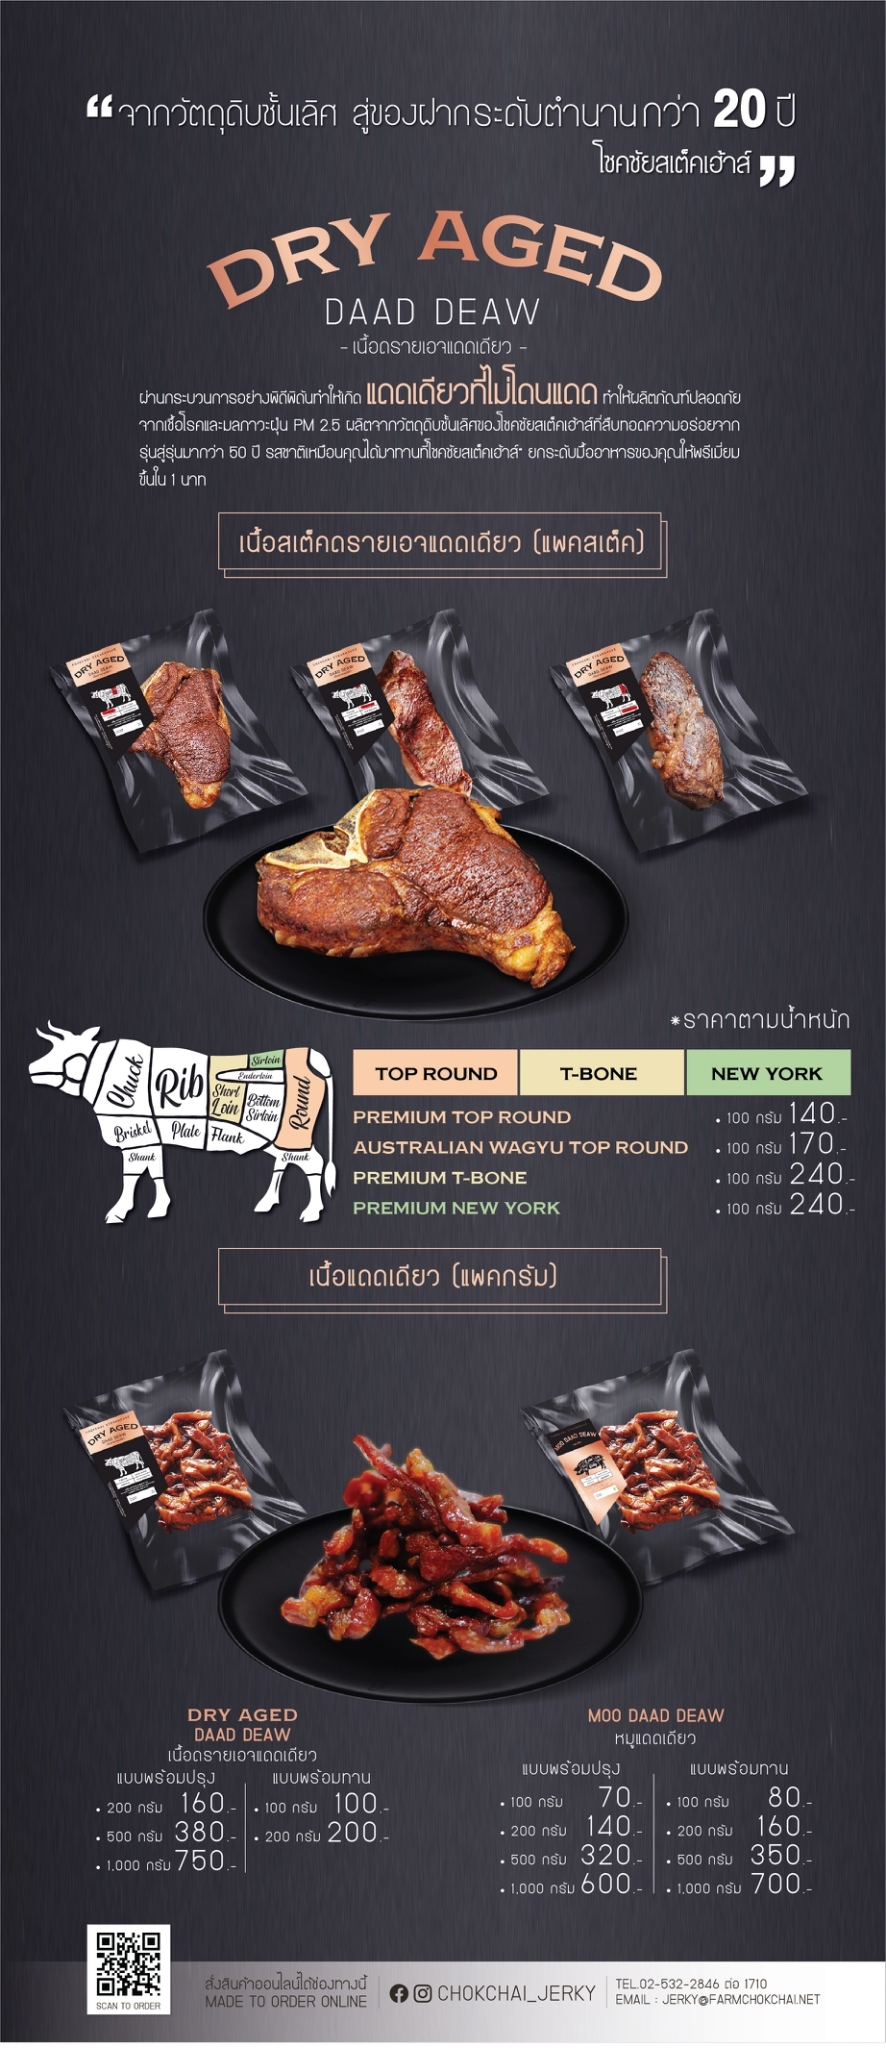 “ จากวัตถุดิบชั้นเลิศ สู่ของฝากระดับตำนานกว่า 20 ปี
โชคชัยสเต็คเฮ้าส์ ”
DRY AGED
DAAD DEAW
- เนื้อดรายเอจแดดเดียว -
ผ่านกระบวนการอย่างพิถีพิถันทำให้เกิด แดดเดียวที่ไม่โดนแดด ทำให้ผลิตภัณฑ์ปลอดภัย
จากเชื้อโรคและมลภาวะฝุ่น PM 2.5 ผลิตจากวัตถุดิบชั้นเลิศของโชคชัยสเต็คเฮ้าส์ที่สืบทอดความอร่อยจาก
รุ่นสู่รุ่นมากว่า 50 ปี รสชาติเหมือนคุณได้มาทานที่โชคชัยสเต็คเฮ้าส์" ยกระดับมื้ออาหารของคุณให้พรีเมี่ยม
ขึ้นใน 1 นาท
เนื้อสเต็คดรายเอจแดดเดียว (แพคสเต็ค)
DRY AGED
DAAD DEAW
DRY AGED
DAAD DEAW
DRY AGED
DAAD DEAW
*ราคาตามน้ำหนัก
Chuck
Rib
Short Loin
Sirloin
Enderloin
Bottom Sirloin
Round
Brisket
Plate
Flank
Shank
Shank
TOP ROUND T-BONE NEW YORK
PREMIUM TOP ROUND • 100 กรัม 140.-
AUSTRALIAN WAGYU TOP ROUND • 100 กรัม 170.-
PREMIUM T-BONE • 100 กรัม 240.-
PREMIUM NEW YORK • 100 กรัม 240.-
เนื้อแดดเดียว (แพคกรัม)
DRY AGED
DAAD DEAW
MOO DAAD DEAW
DRY AGED
DAAD DEAW
เนื้อดรายเอจแดดเดียว
แบบพร้อมปรุง แบบพร้อมทาน
• 200 กรัม 160.- • 100 กรัม 100.-
• 500 กรัม 380.- • 200 กรัม 200.-
• 1,000 กรัม 750.-
MOO DAAD DEAW
หมูแดดเดียว
แบบพร้อมปรุง แบบพร้อมทาน
• 100 กรัม 70.- • 100 กรัม 80.-
• 200 กรัม 140.- • 200 กรัม 160.-
• 500 กรัม 320.- • 500 กรัม 350.-
• 1,000 กรัม 600.- • 1,000 กรัม 700.-
SCAN TO ORDER
สั่งสินค้าออนไลน์ได้ช่องทางนี้
MADE TO ORDER ONLINE
CHOKCHAI_JERKY
TEL.02-532-2846 ต่อ 1710
EMAIL : JERKY@FARMCHOKCHAI.NET